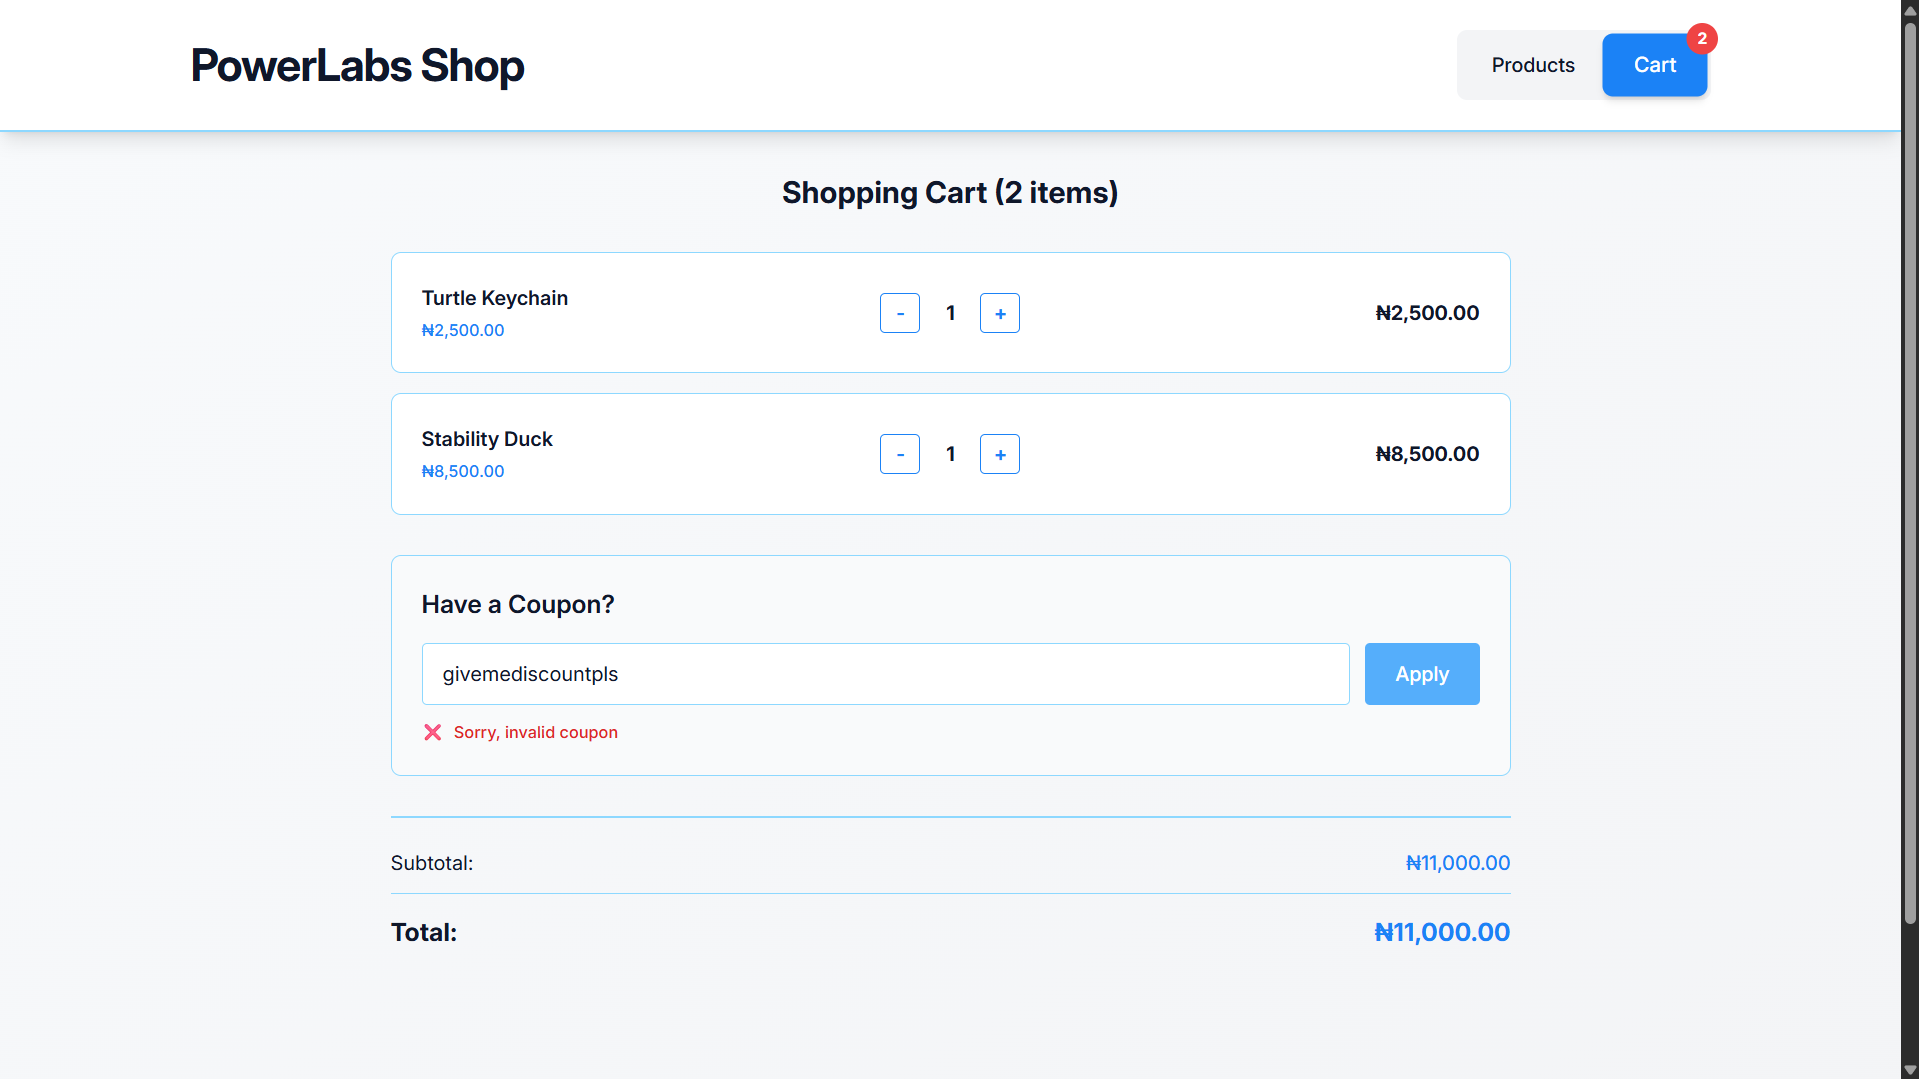 PowerLabs Shop
Products
Cart
2
Shopping Cart (2 items)
Turtle Keychain
₦2,500.00
-
1
+
₦2,500.00
Stability Duck
₦8,500.00
-
1
+
₦8,500.00
Have a Coupon?
givemediscountpls
Apply
❌ Sorry, invalid coupon
Subtotal:
₦11,000.00
Total:
₦11,000.00